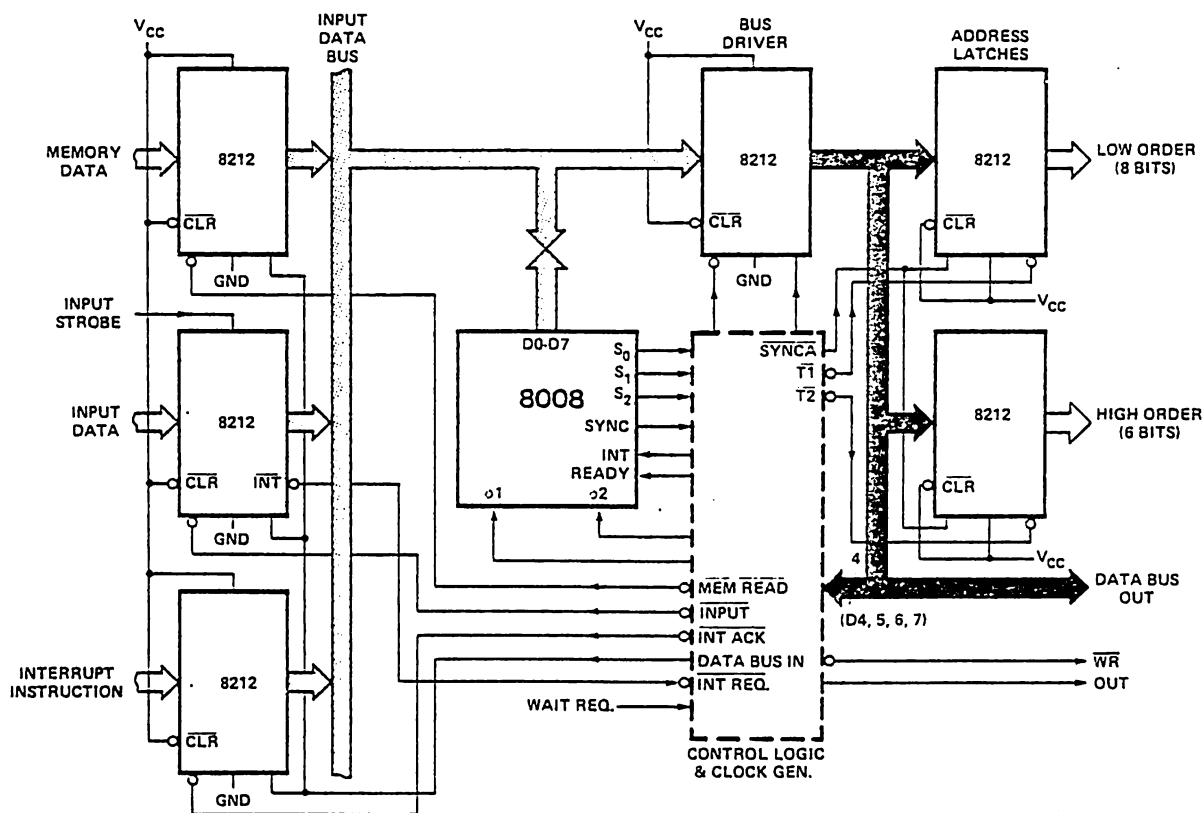 VCC
INPUT
DATA
BUS
VCC
BUS
DRIVER
ADDRESS
LATCHES
MEMORY
DATA
8212
8212
8212
LOW ORDER
(8 BITS)
CLR
CLR
CLR
GND
GND
VCC
INPUT
STROBE
D0-D7
8008
S0
S1
S2
SYNC
INT
READY
ø1
ø2
SYNCA
T1
T2
INPUT
DATA
8212
CLR
INT
GND
8212
HIGH ORDER
(6 BITS)
CLR
VCC
4
MEM READ
INPUT
INT ACK
DATA BUS IN
INT REQ.
WAIT REQ.
(D4, 5, 6, 7)
DATA BUS
OUT
WR
OUT
INTERRUPT
INSTRUCTION
8212
CLR
GND
CONTROL LOGIC
& CLOCK GEN.